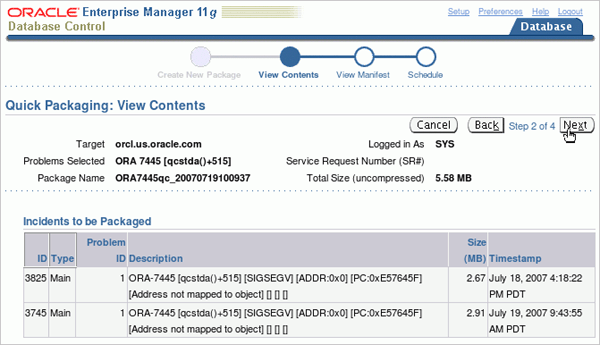 ORACLE Enterprise Manager 11g
Database Control
Setup Preferences Help Logout
Database
Create New Package View Contents View Manifest Schedule
Quick Packaging: View Contents
Cancel Back Step 2 of 4 Next
Target orcl.us.oracle.com Logged in As SYS
Problems Selected ORA 7445 [qcstda()+515] Service Request Number (SR#)
Package Name ORA7445qc_20070719100937 Total Size (uncompressed) 5.58 MB
Incidents to be Packaged
Problem Size
ID Type ID Description (MB) Timestamp
3825 Main 1 ORA-7445 [qcstda()+515] [SIGSEGV] [ADDR:0x0] [PC:0xE57645F] 2.67 July 18, 2007 4:18:22
[Address not mapped to object] [] [] [] PM PDT
3745 Main 1 ORA-7445 [qcstda()+515] [SIGSEGV] [ADDR:0x0] [PC:0xE57645F] 2.91 July 19, 2007 9:43:55
[Address not mapped to object] [] [] [] AM PDT